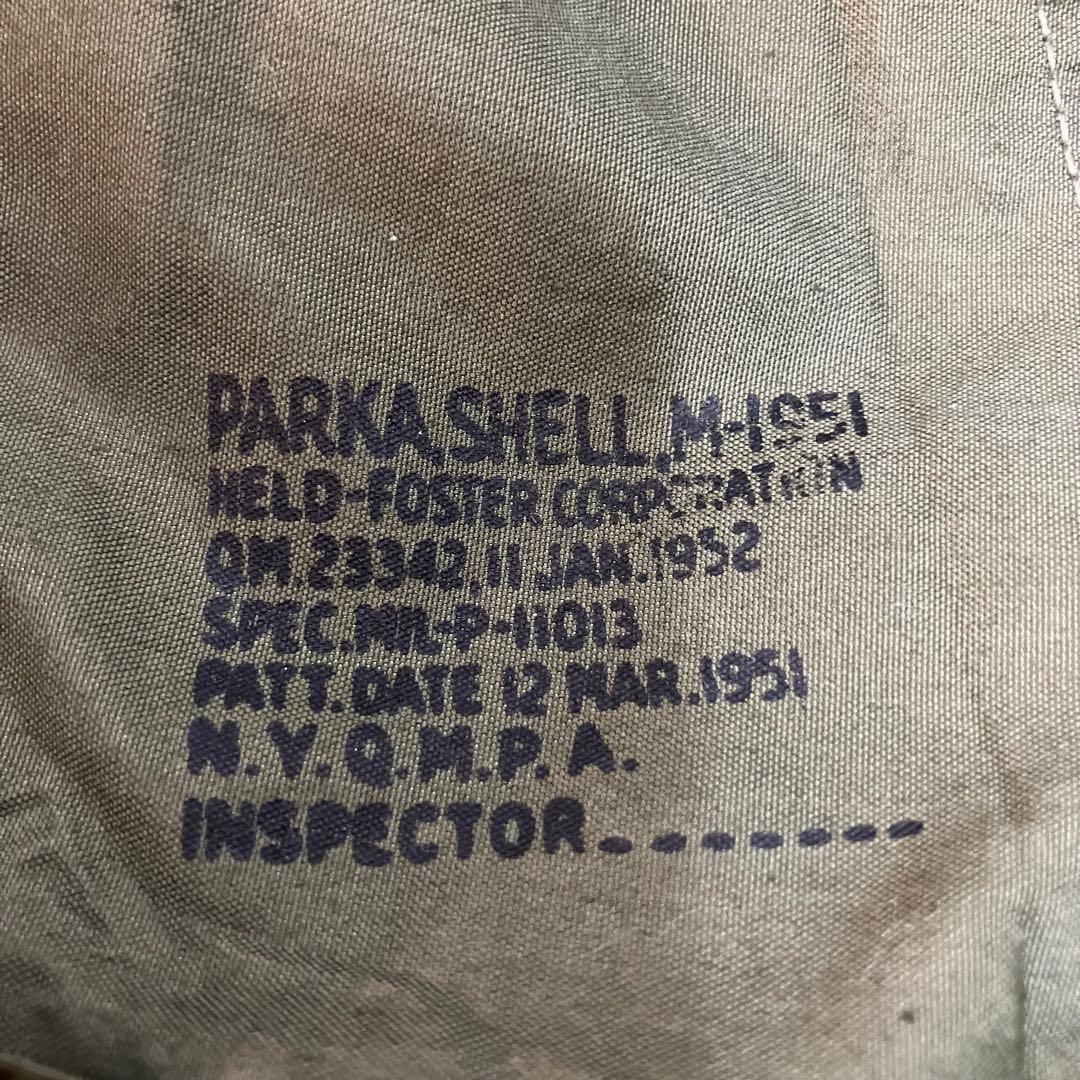 PARKA, SHELL, M-1951
HELD-FOSTER CORPORATION
QM. 23342, 11 JAN. 1952
SPEC. MIL-P-11013
PATT. DATE 12 MAR. 1951
N.Y.Q.M.P.A.
INSPECTOR_______